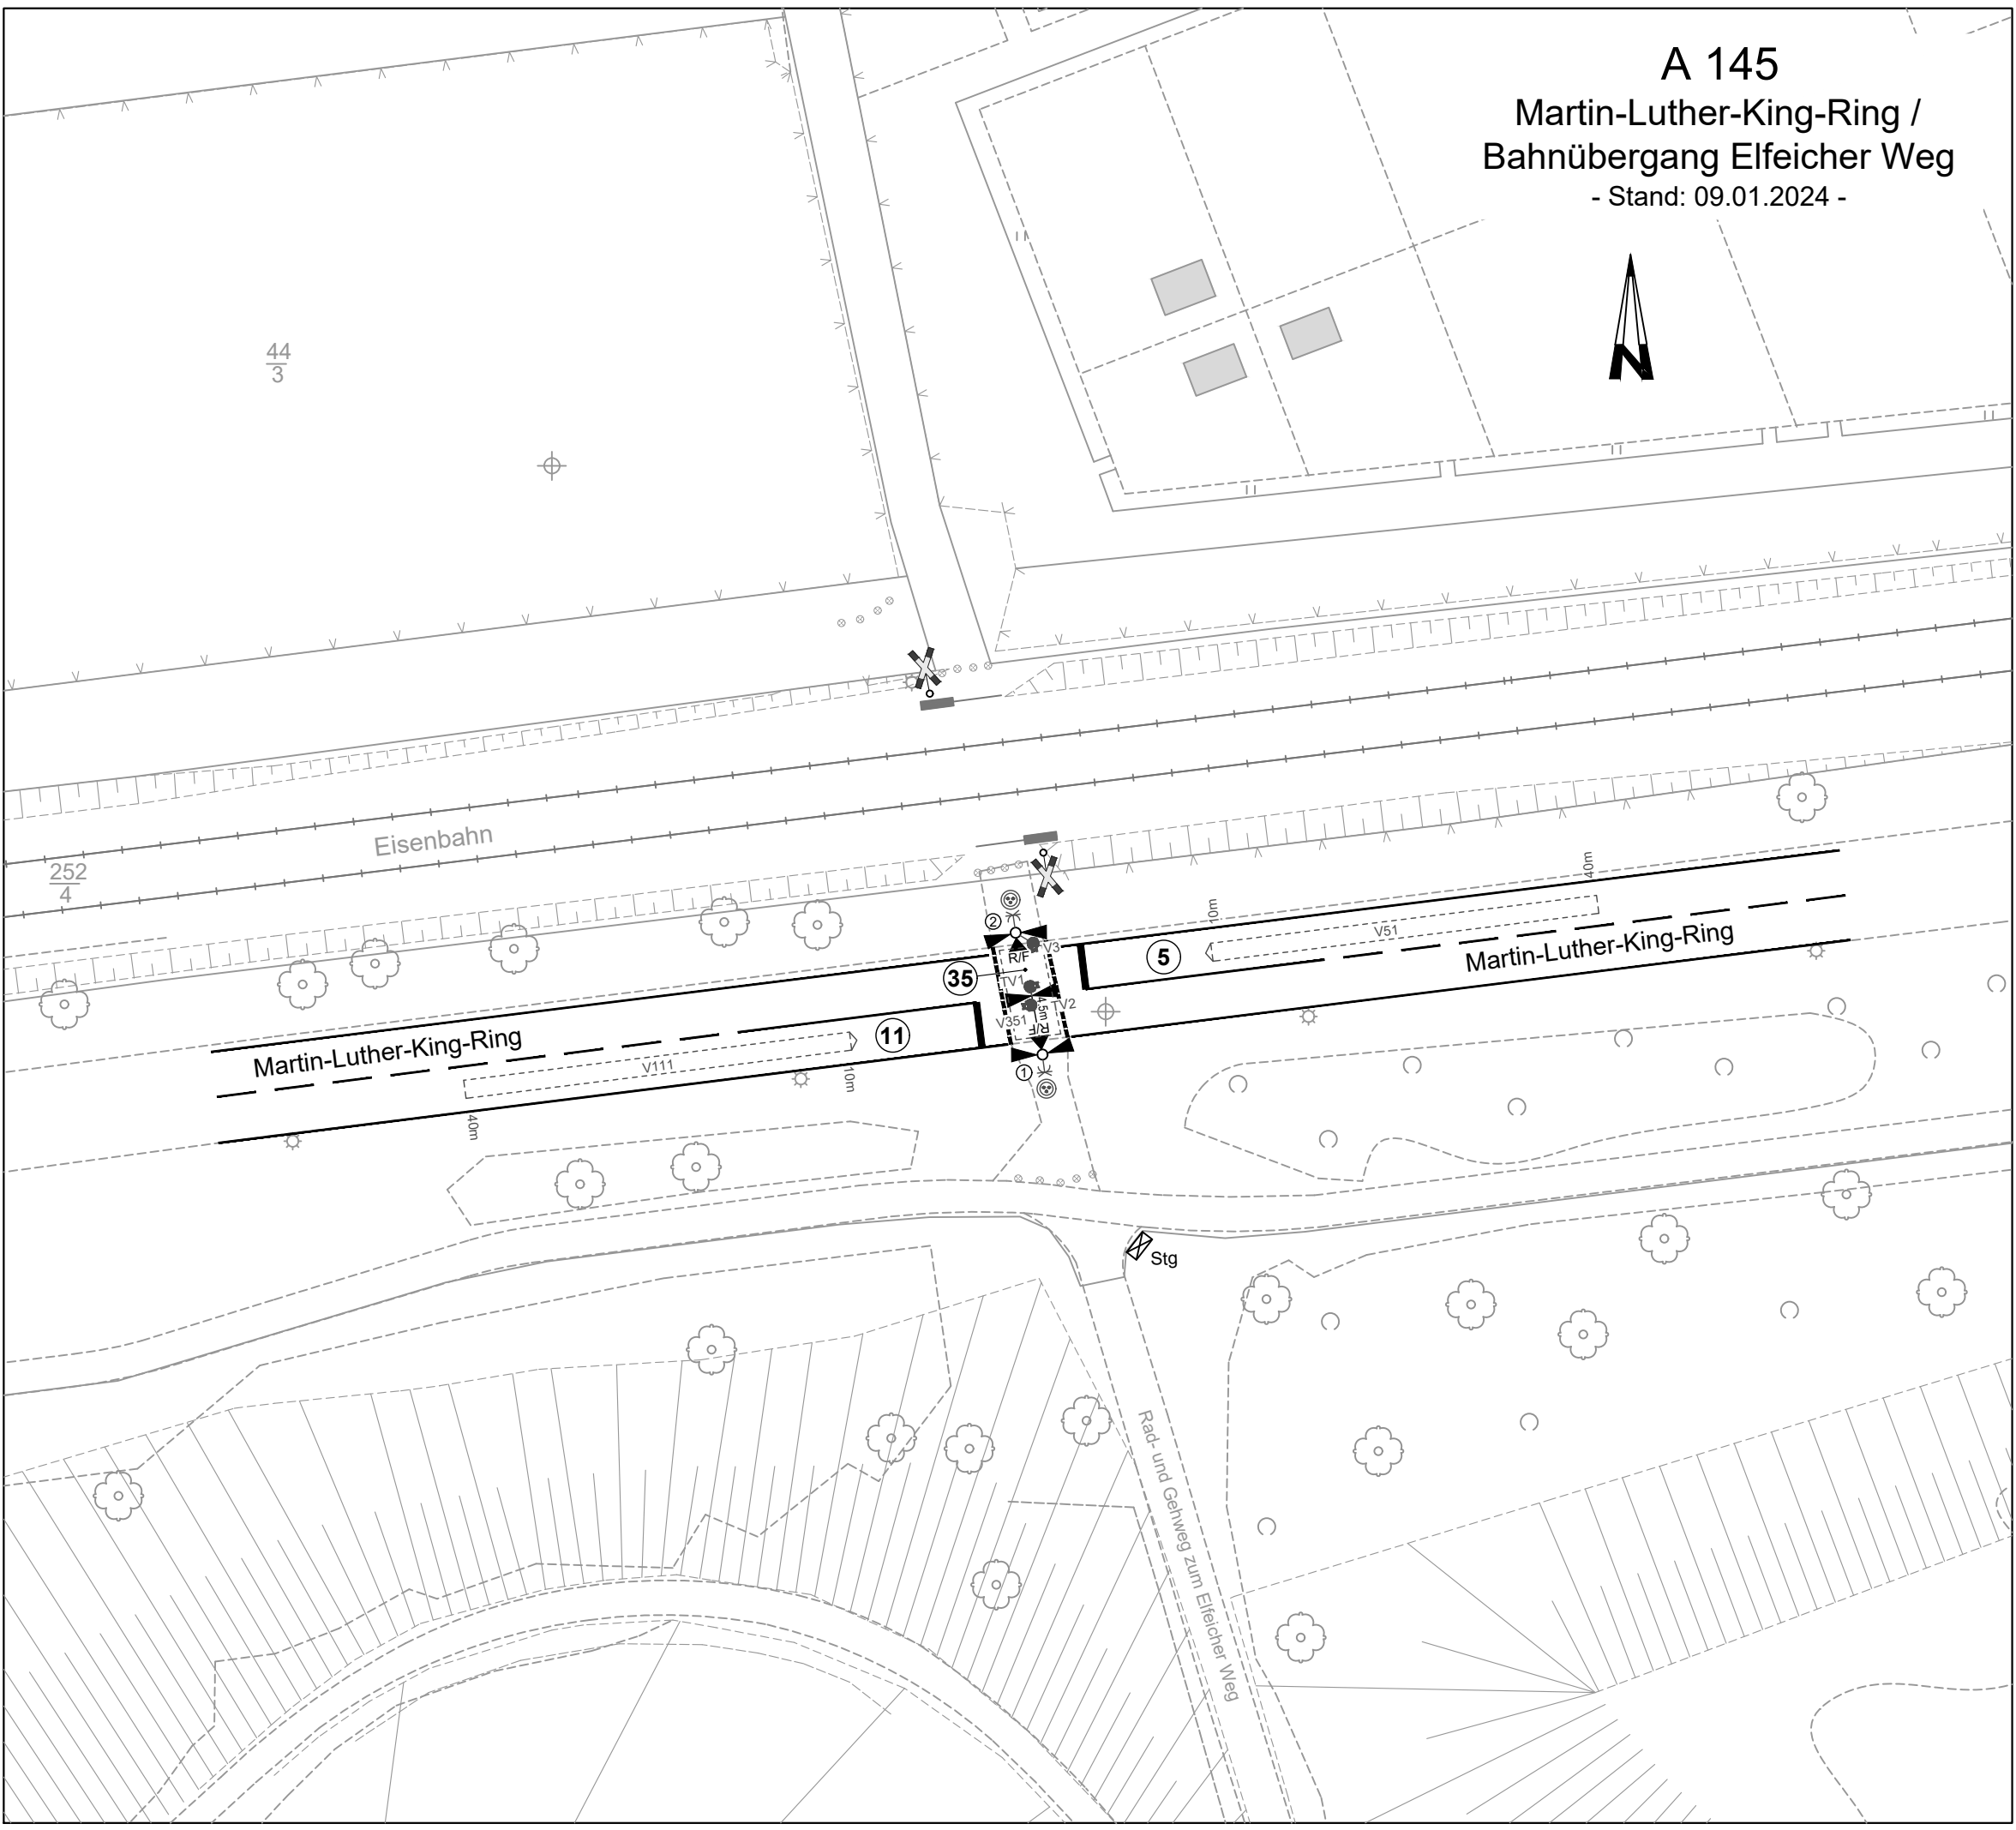 A 145
Martin-Luther-King-Ring /
Bahnübergang Elfeicher Weg
- Stand: 09.01.2024 -
N
44
3
Eisenbahn
252
4
40m
10m
V51
5
Martin-Luther-King-Ring
2
V3
R/F
35
TV1
4.5m
TV2
V351
R/F
11
Martin-Luther-King-Ring
V111
10m
40m
1
Stg
Rad- und Gehweg zum Elfeicher Weg